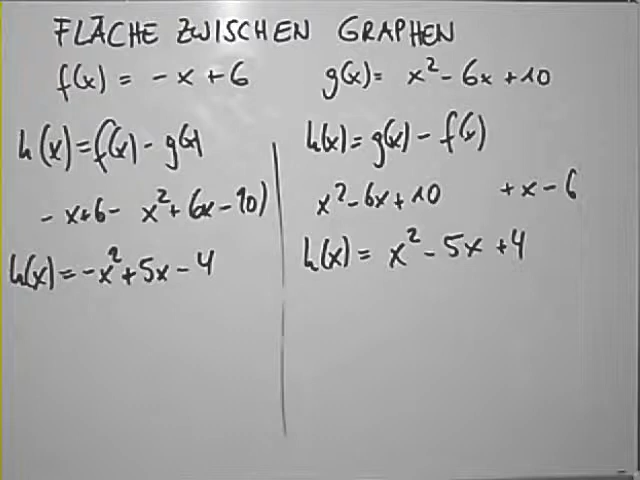 FLÄCHE ZWISCHEN GRAPHEN
f(x) = -x + 6 g(x) = x² - 6x + 10
h(x) = f(x) - g(x)
-x+6 - x² + 6x - 10)
h(x) = -x² + 5x - 4
h(x) = g(x) - f(x)
x² - 6x + 10 + x - 6
h(x) = x² - 5x + 4